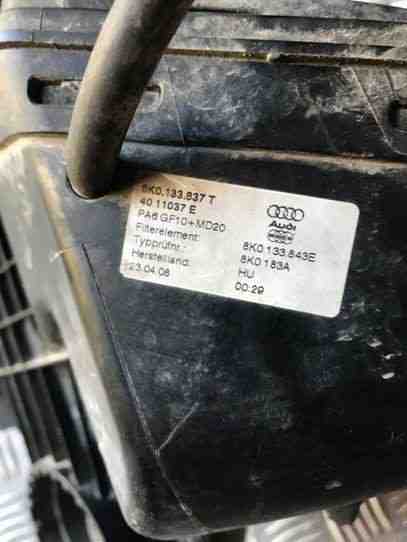 8K0.133.837 T
40 11037 E
PA6 GF10+MD20
Audi
Filterelement: 8K0 133 843E
Typprüfnr.: 8K0 183A
Herstelland: HU
23.04.08 00:29